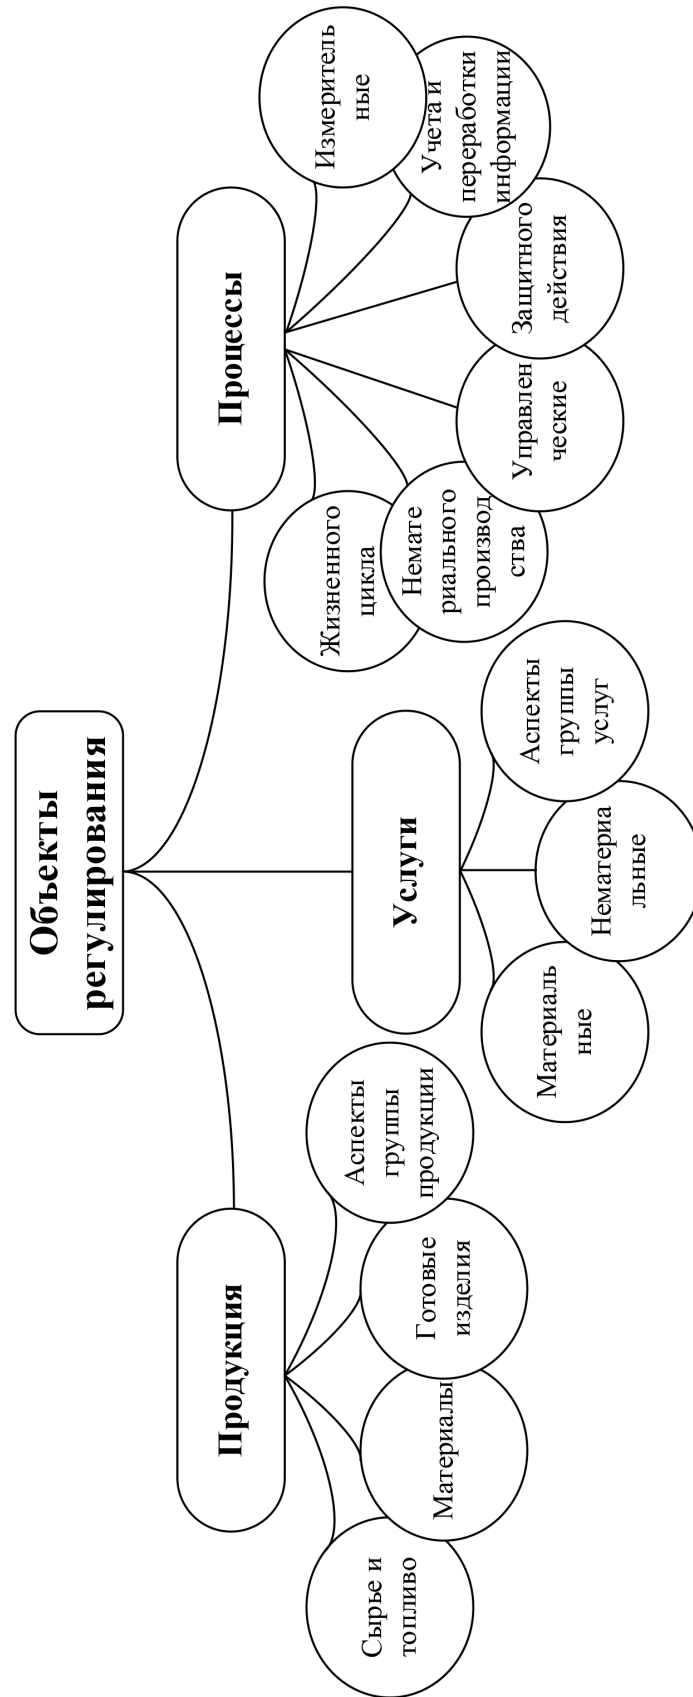 Объекты
регулирования
Продукция
Услуги
Процессы
Сырье и
топливо
Материалы
Готовые
изделия
Аспекты
группы
продукции
Материаль
ные
Нематериа
льные
Аспекты
группы
услуг
Жизненного
цикла
Немате
риального
производ
ства
Управлен
ческие
Защитного
действия
Учета и
переработки
информации
Измеритель
ные